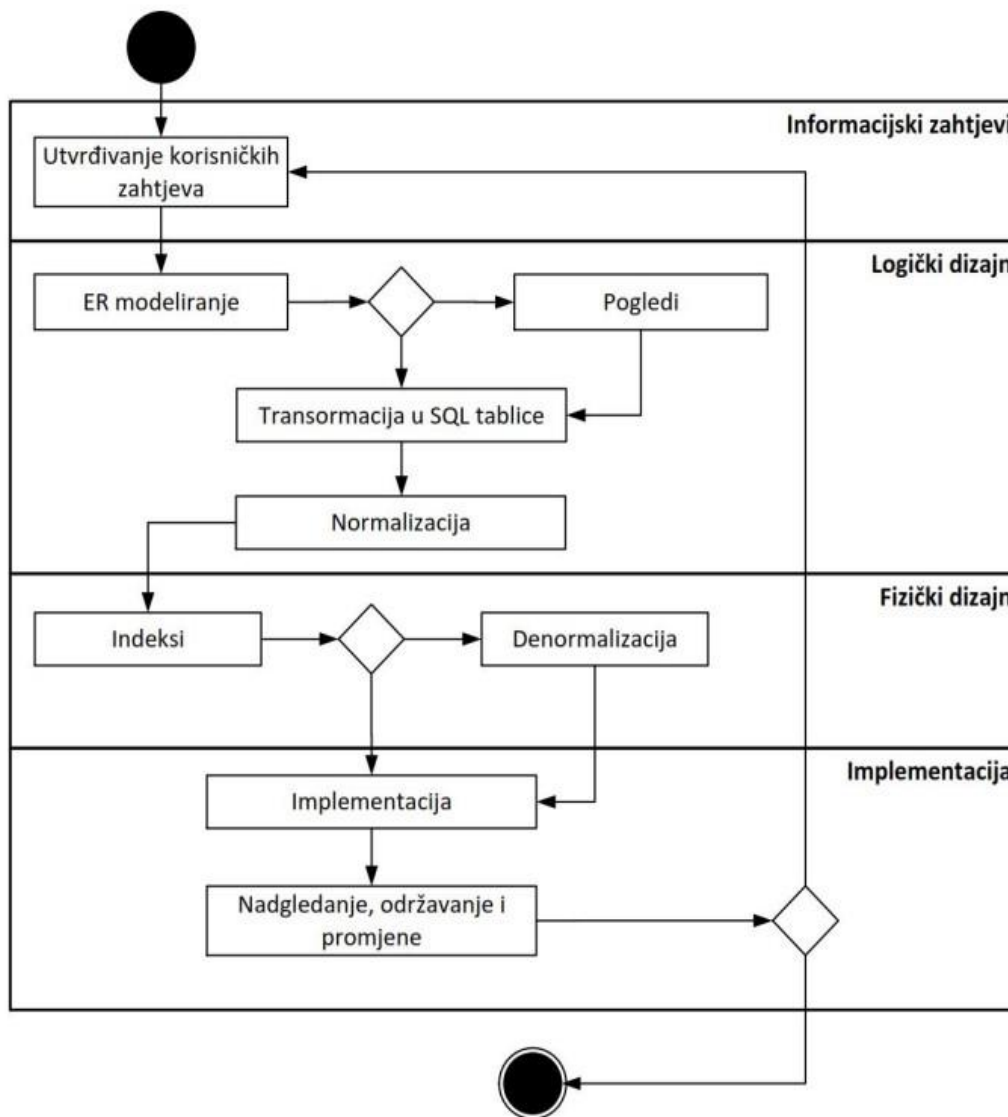 Informacijski zahtjevi
Utvrđivanje korisničkih
zahtjeva
Logički dizajn
ER modeliranje
Pogledi
Transormacija u SQL tablice
Normalizacija
Fizički dizajn
Indeksi
Denormalizacija
Implementacija
Implementacija
Nadgledanje, održavanje i
promjene